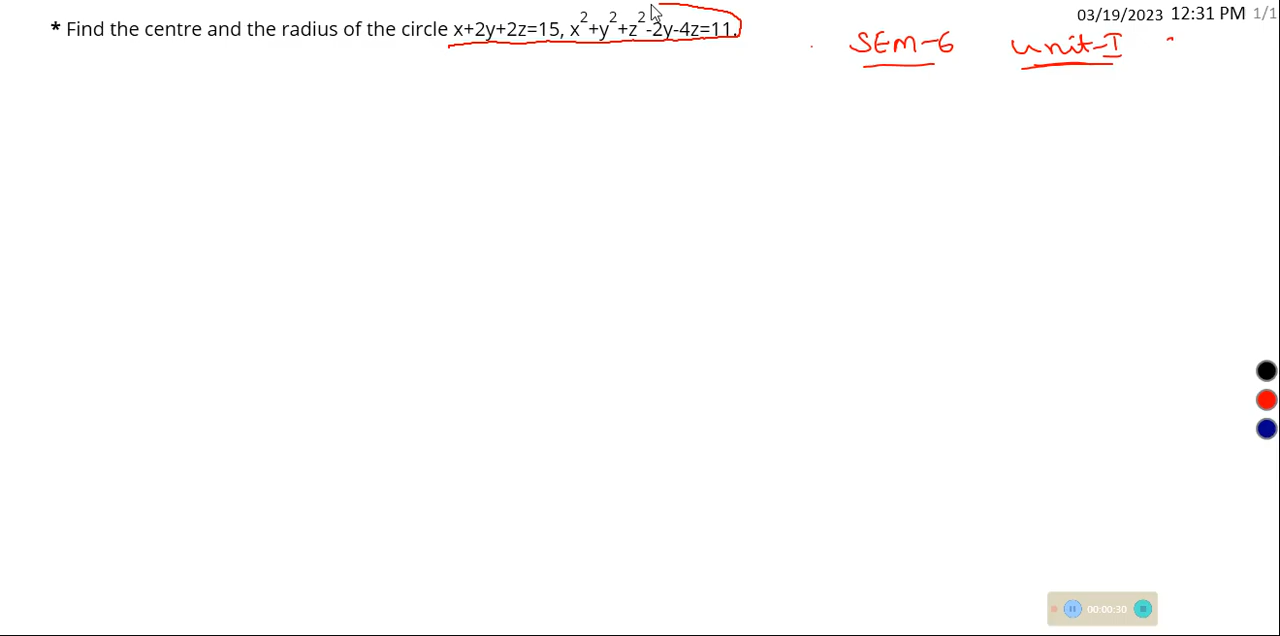 03/19/2023 12:31 PM 1/1
* Find the centre and the radius of the circle x+2y+2z=15, x²+y²+z²-2y-4z=11.
SEM-6 unit-I
00:00:30